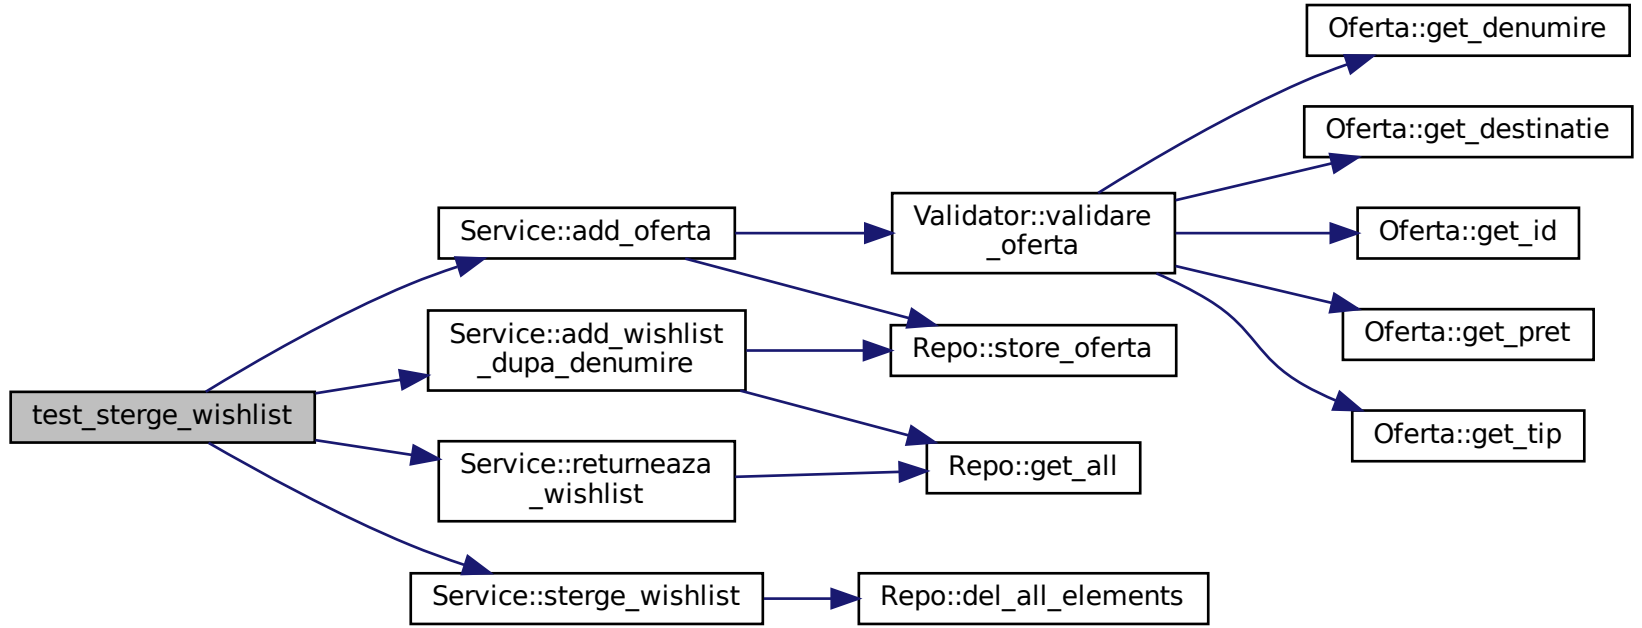 test_sterge_wishlist
Service::add_oferta
Service::add_wishlist
_dupa_denumire
Service::returneaza
_wishlist
Service::sterge_wishlist
Validator::validare
_oferta
Repo::store_oferta
Repo::get_all
Repo::del_all_elements
Oferta::get_denumire
Oferta::get_destinatie
Oferta::get_id
Oferta::get_pret
Oferta::get_tip